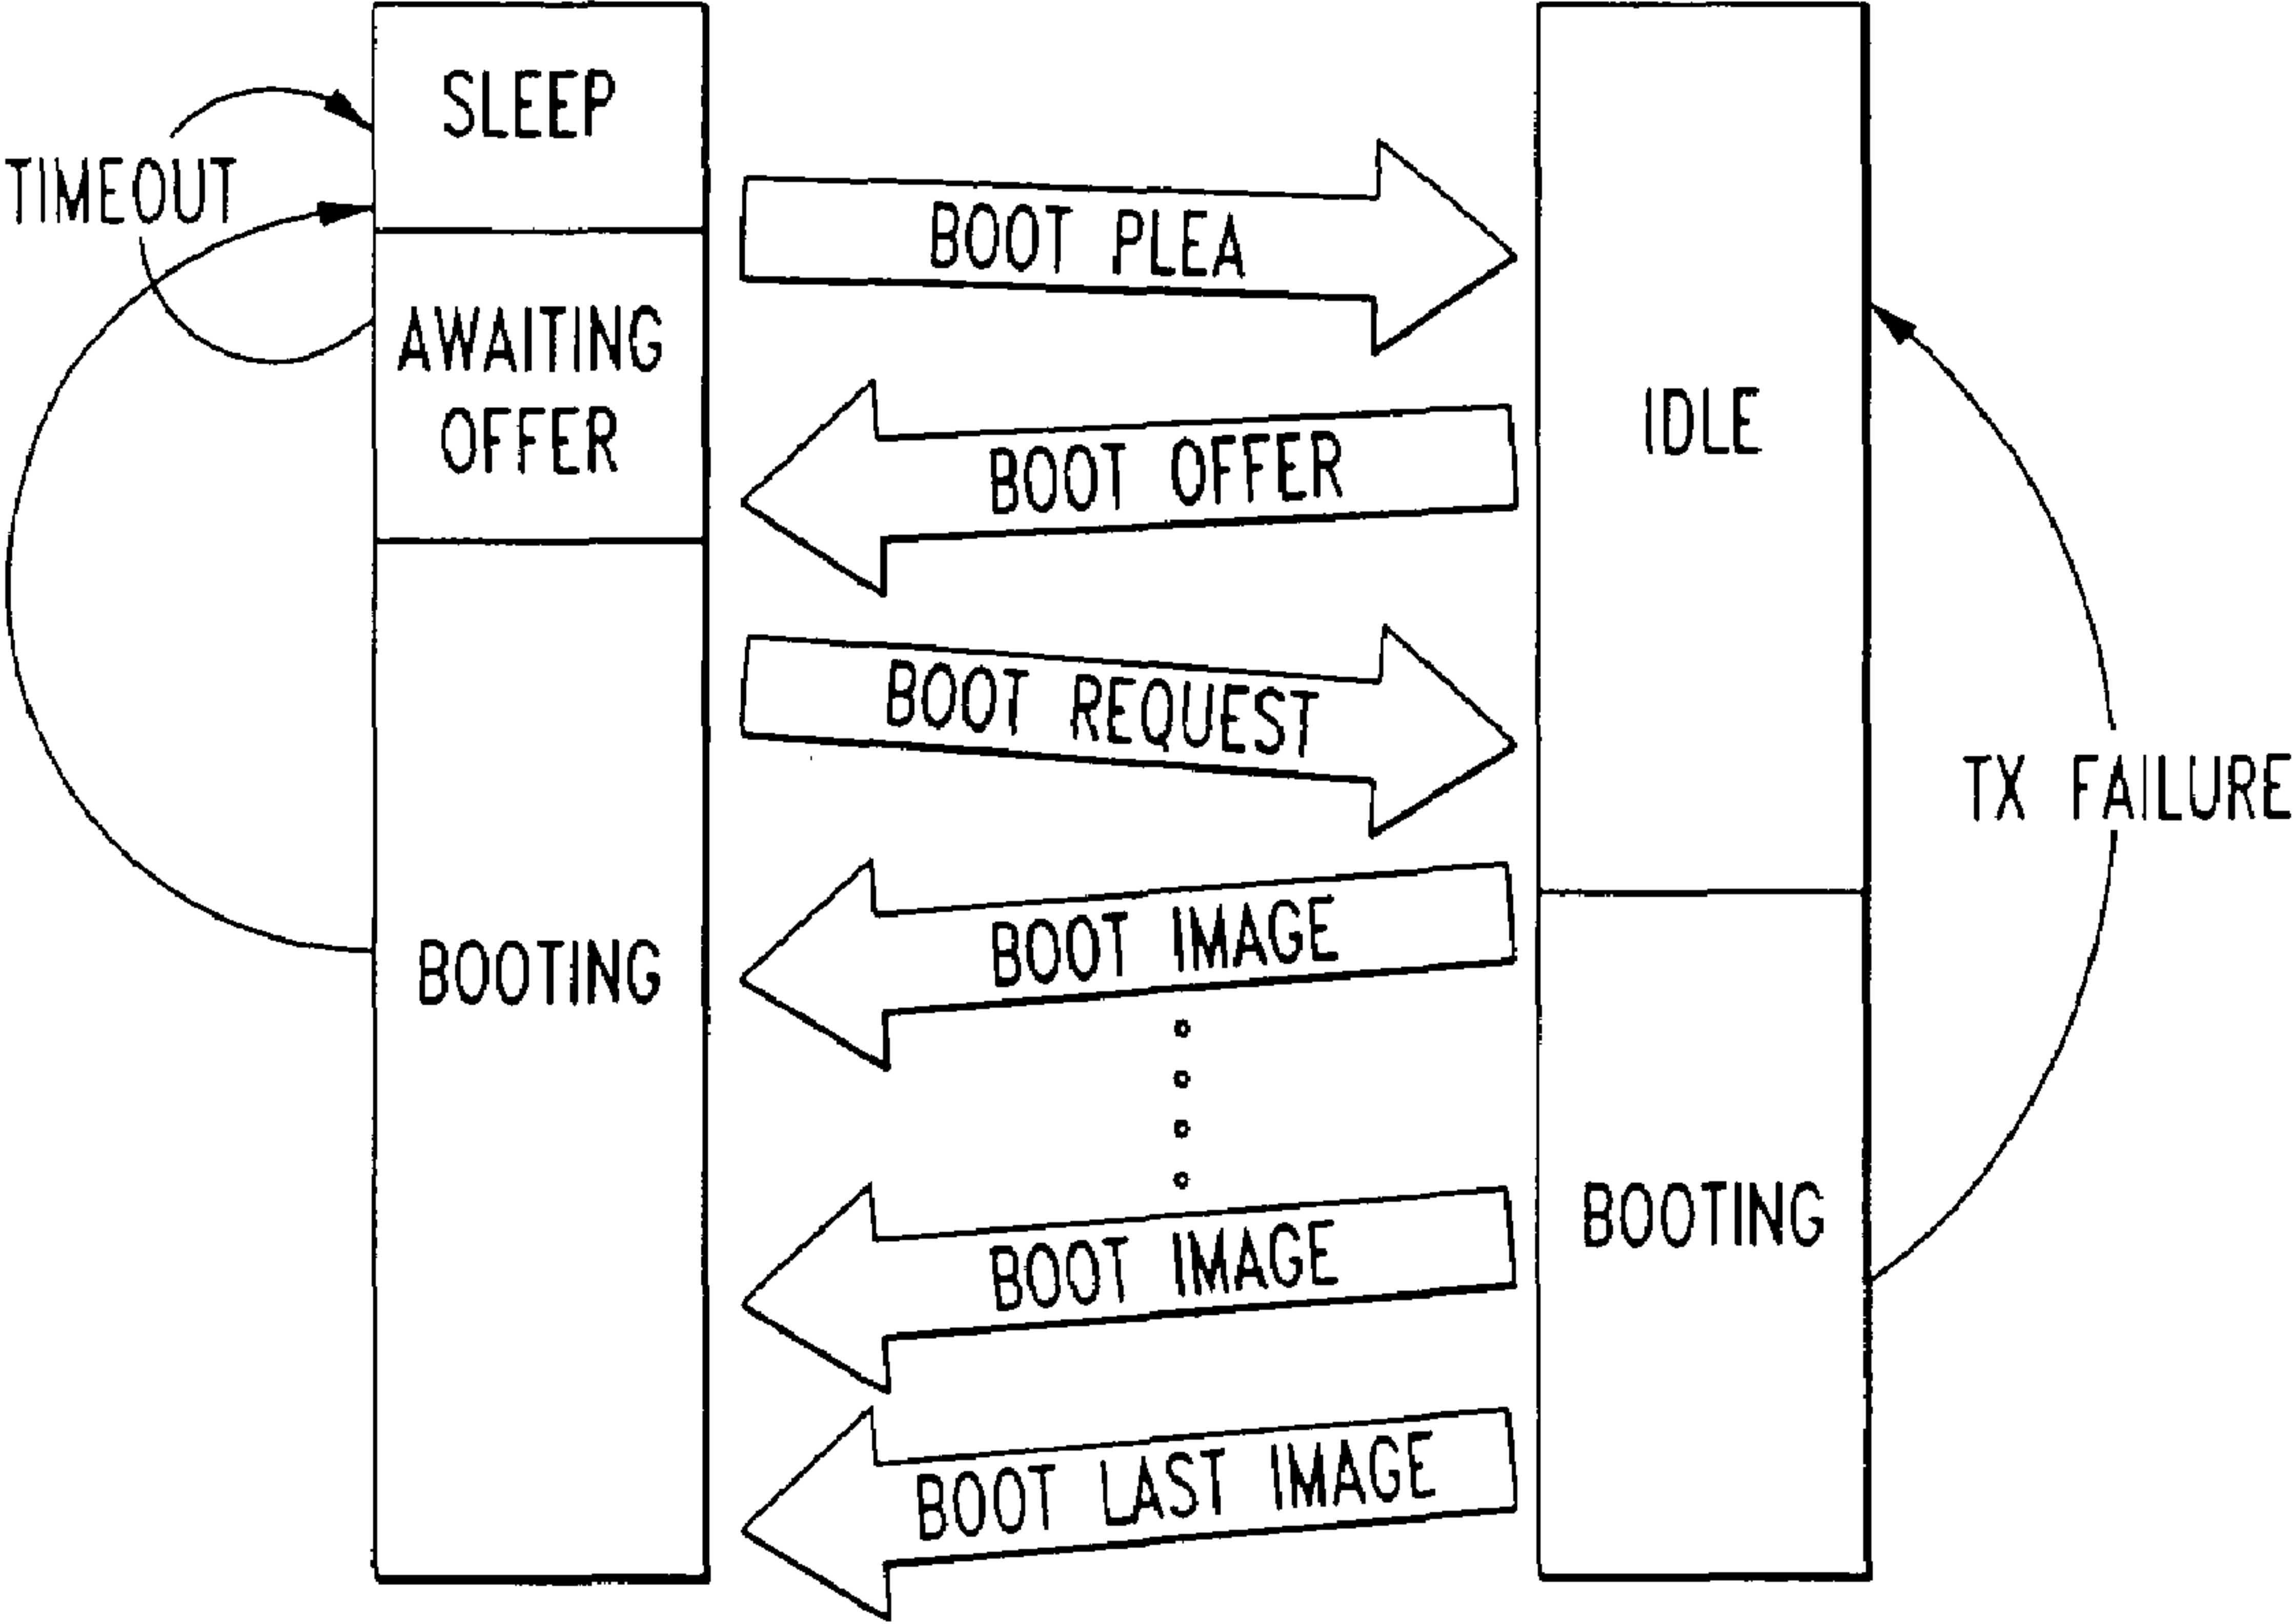 SLEEP
TIMEOUT
BOOT PLEA
AWAITING
OFFER
IDLE
BOOT OFFER
BOOT REQUEST
TX FAILURE
BOOT IMAGE
BOOTING
BOOTING
BOOT IMAGE
BOOT LAST IMAGE